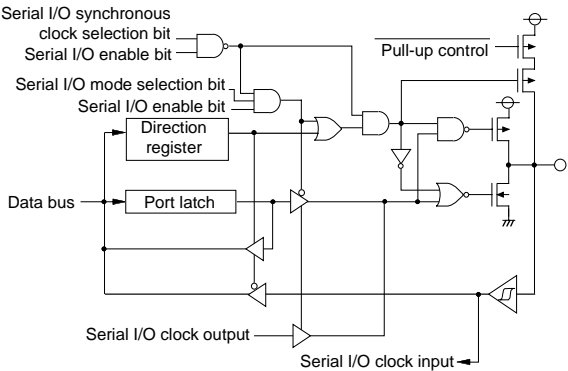 Serial I/O synchronous
clock selection bit
Serial I/O enable bit
Pull-up control
Serial I/O mode selection bit
Serial I/O enable bit
Direction
register
Data bus
Port latch
Serial I/O clock output
Serial I/O clock input